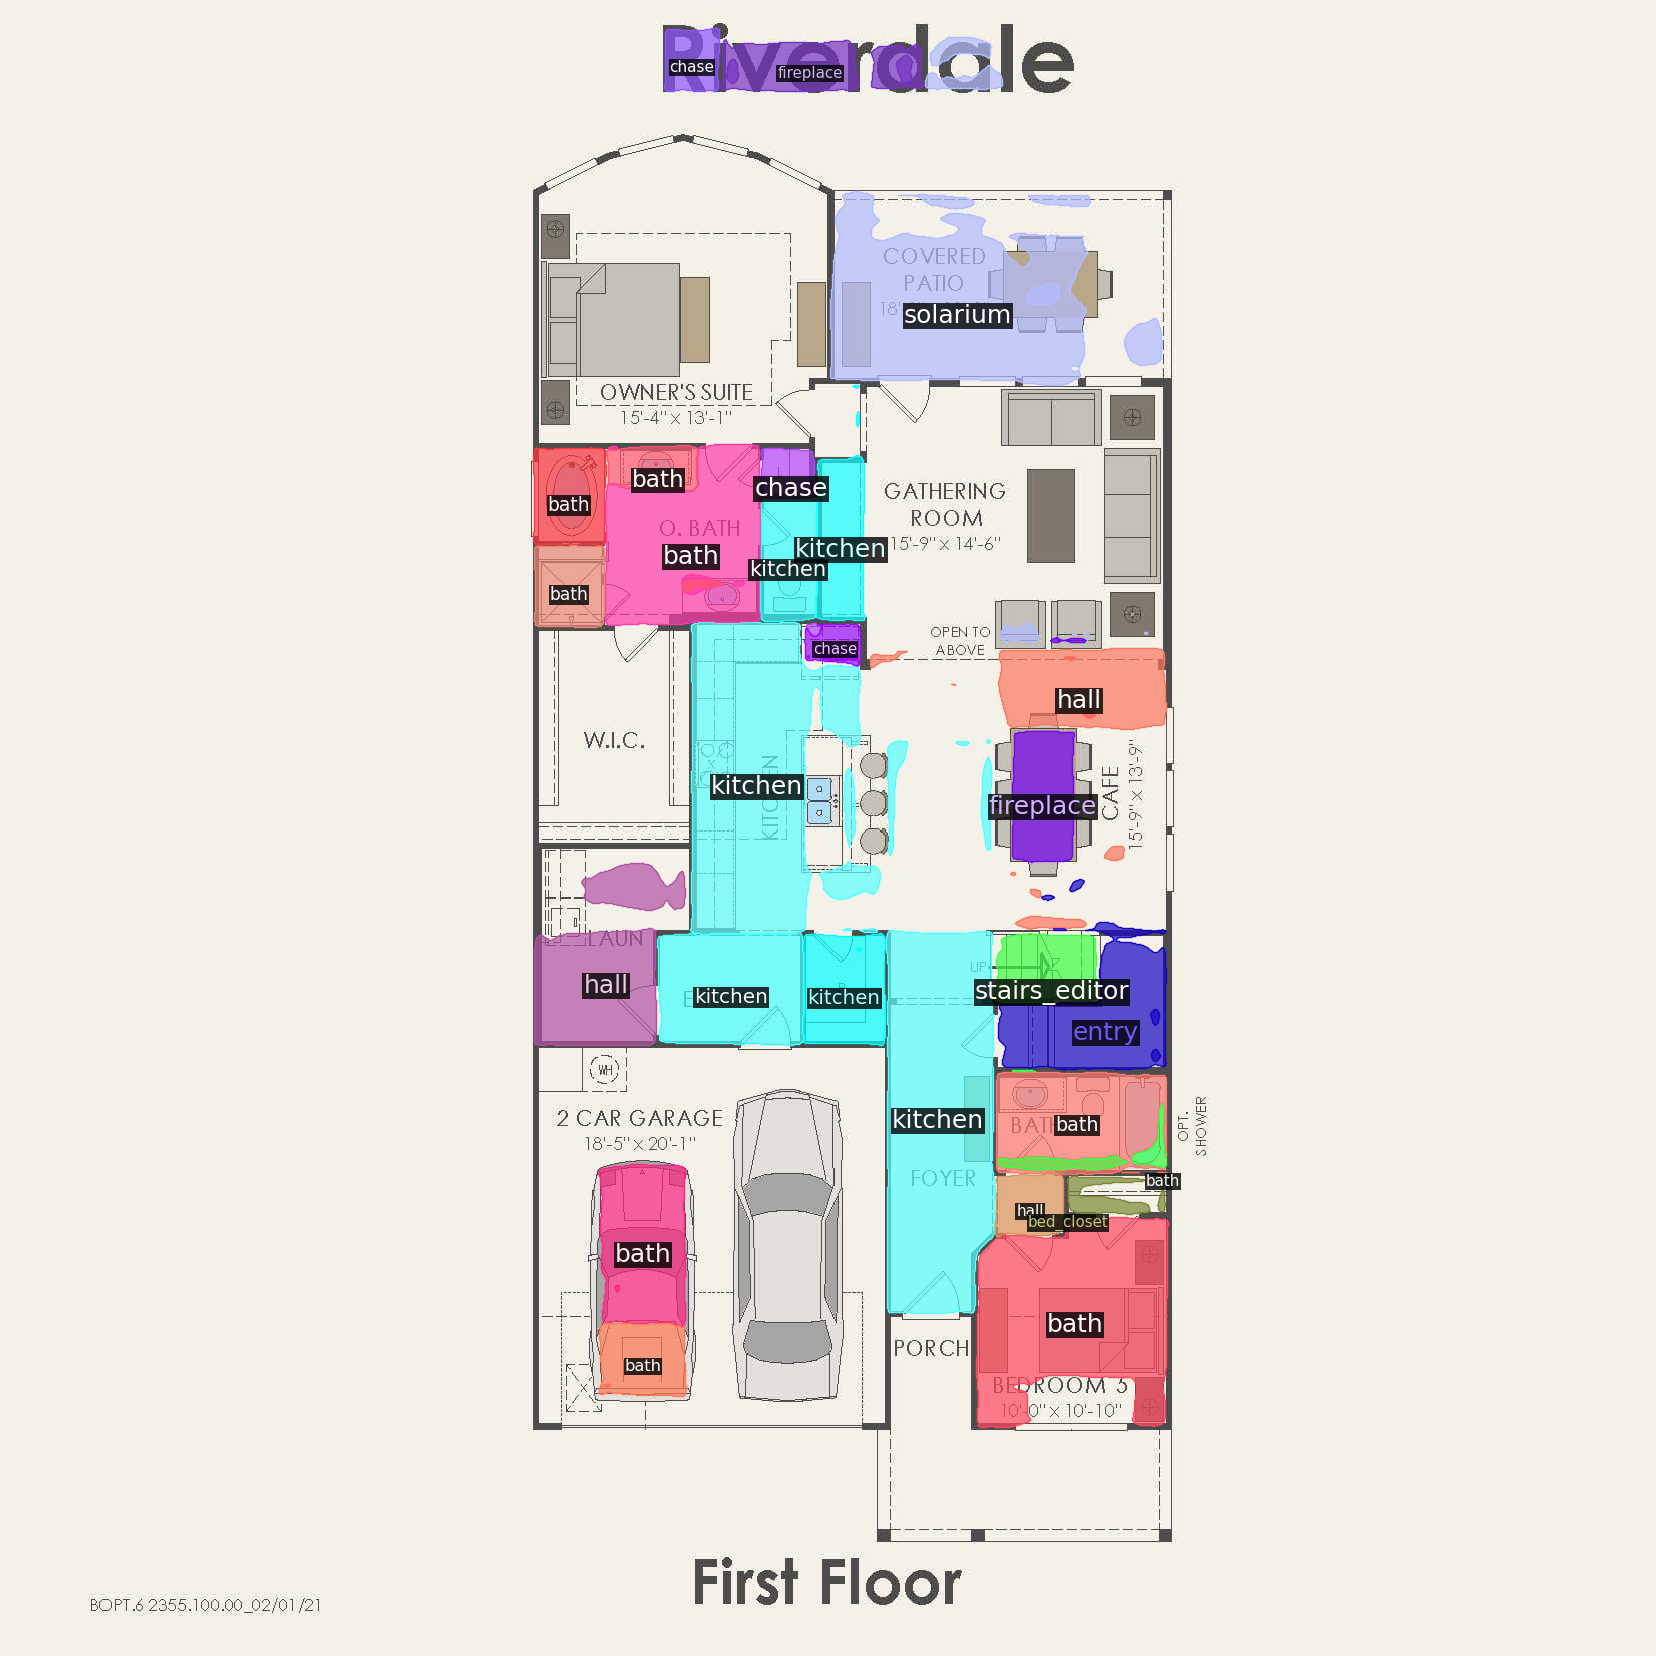 Riverdale
chase
fireplace
COVERED
PATIO
solarium
OWNER'S SUITE
15'-4" x 13'-1"
bath
bath
chase
GATHERING
ROOM
15'-9" x 14'-6"
O. BATH
bath
kitchen
kitchen
bath
OPEN TO
ABOVE
chase
hall
W.I.C.
kitchen
KITCHEN
fireplace
CAFE
15'-9" x 13'-9"
LAUN
UP
hall
kitchen
kitchen
stairs_editor
entry
WH
2 CAR GARAGE
18'-5" x 20'-1"
kitchen
BATH
bath
OPT.
SHOWER
FOYER
bath
hall
bed_closet
bath
bath
bath
PORCH
BEDROOM 5
10'-0" x 10'-10"
First Floor
BOPT.6 2355.100.00_02/01/21